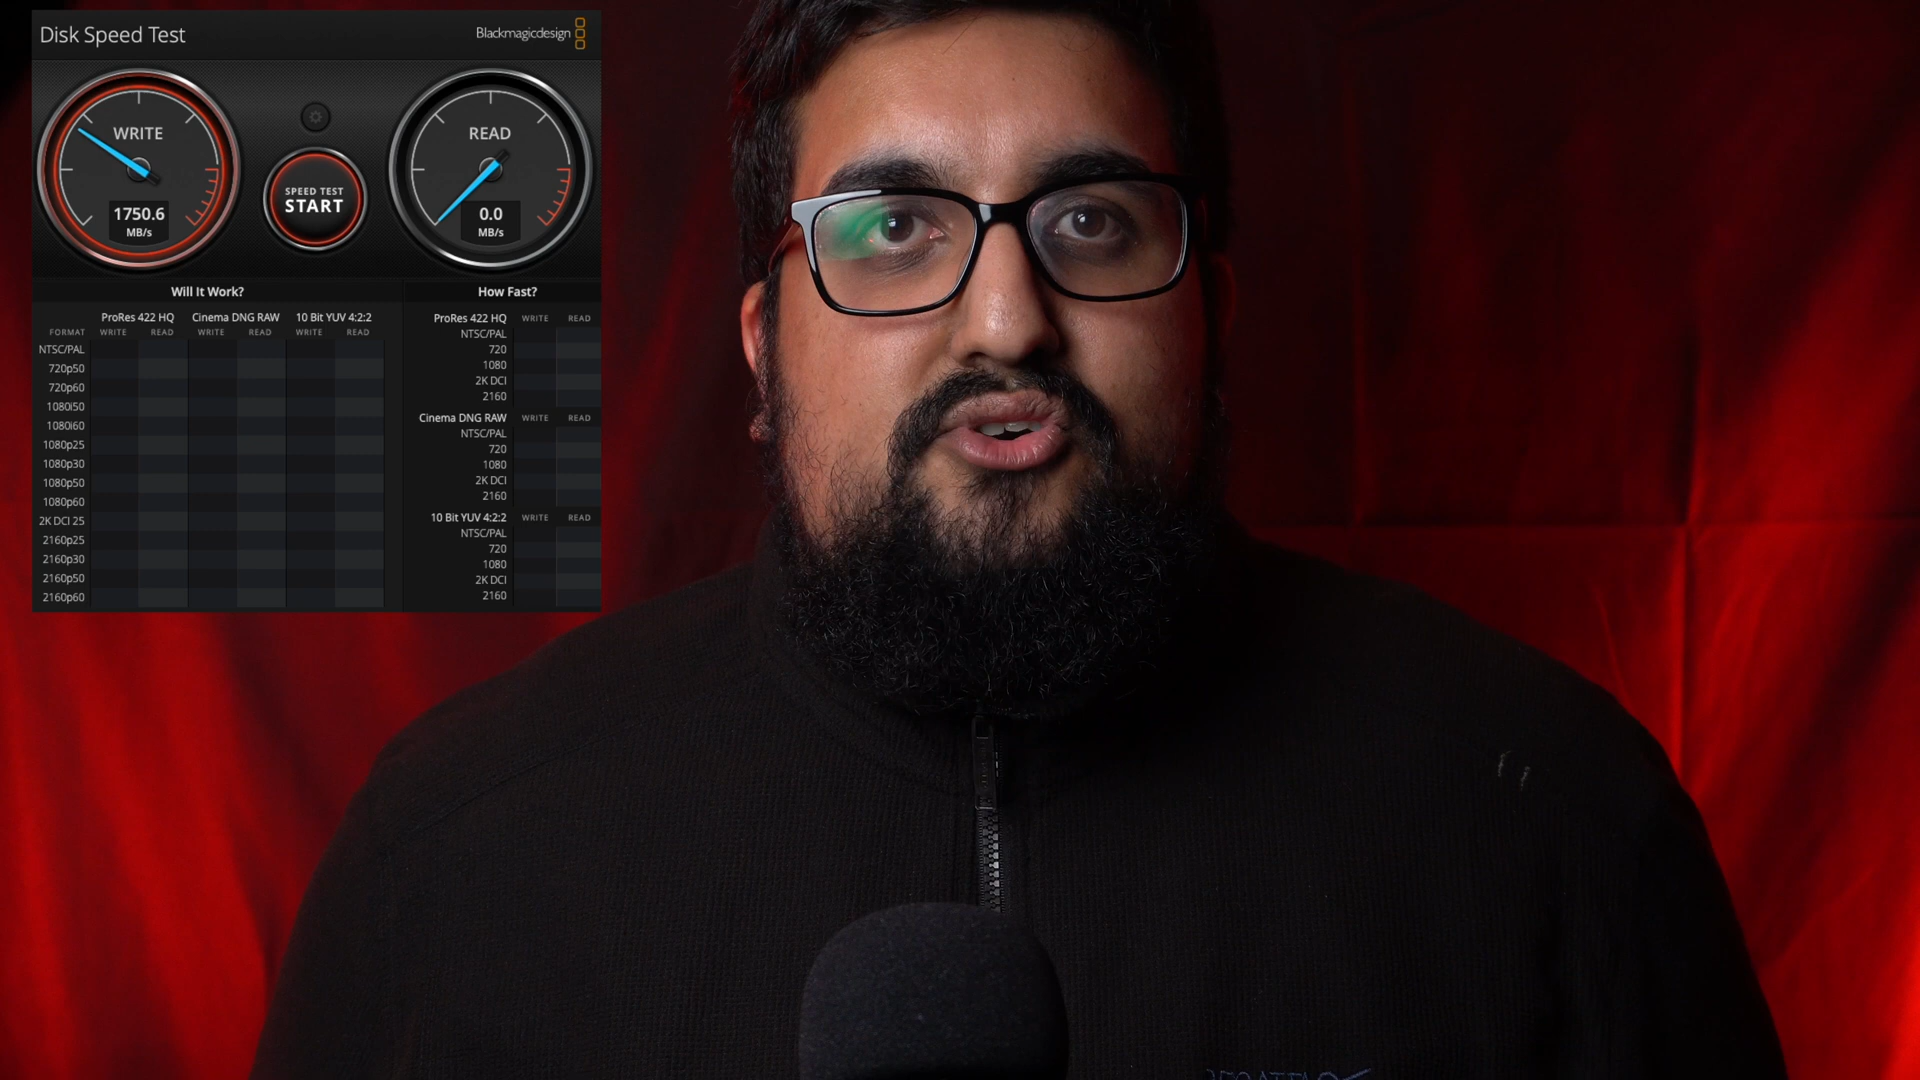 Disk Speed Test
Blackmagicdesign
WRITE
1750.6
MB/s
SPEED TEST
START
READ
0.0
MB/s
Will It Work?
ProRes 422 HQ Cinema DNG RAW 10 Bit YUV 4:2:2
FORMAT WRITE READ WRITE READ WRITE READ
NTSC/PAL
720p50
720p60
1080i50
1080i60
1080p25
1080p30
1080p50
1080p60
2K DCI 25
2160p25
2160p30
2160p50
2160p60
How Fast?
ProRes 422 HQ WRITE READ
NTSC/PAL
720
1080
2K DCI
2160
Cinema DNG RAW WRITE READ
NTSC/PAL
720
1080
2K DCI
2160
10 Bit YUV 4:2:2 WRITE READ
NTSC/PAL
720
1080
2K DCI
2160